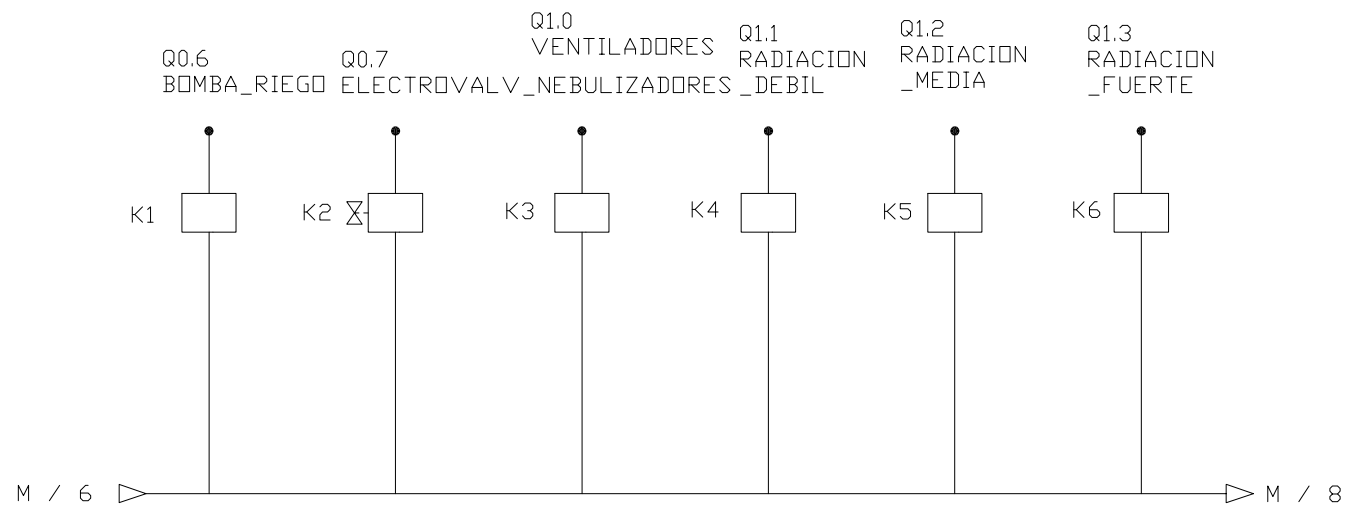 Q0.6
BOMBA_RIEGO
Q0.7
ELECTROVALV_NEBULIZADORES
Q1.0
VENTILADORES
Q1.1
RADIACION
_DEBIL
Q1.2
RADIACION
_MEDIA
Q1.3
RADIACION
_FUERTE
K1
K2
K3
K4
K5
K6
M / 6
M / 8